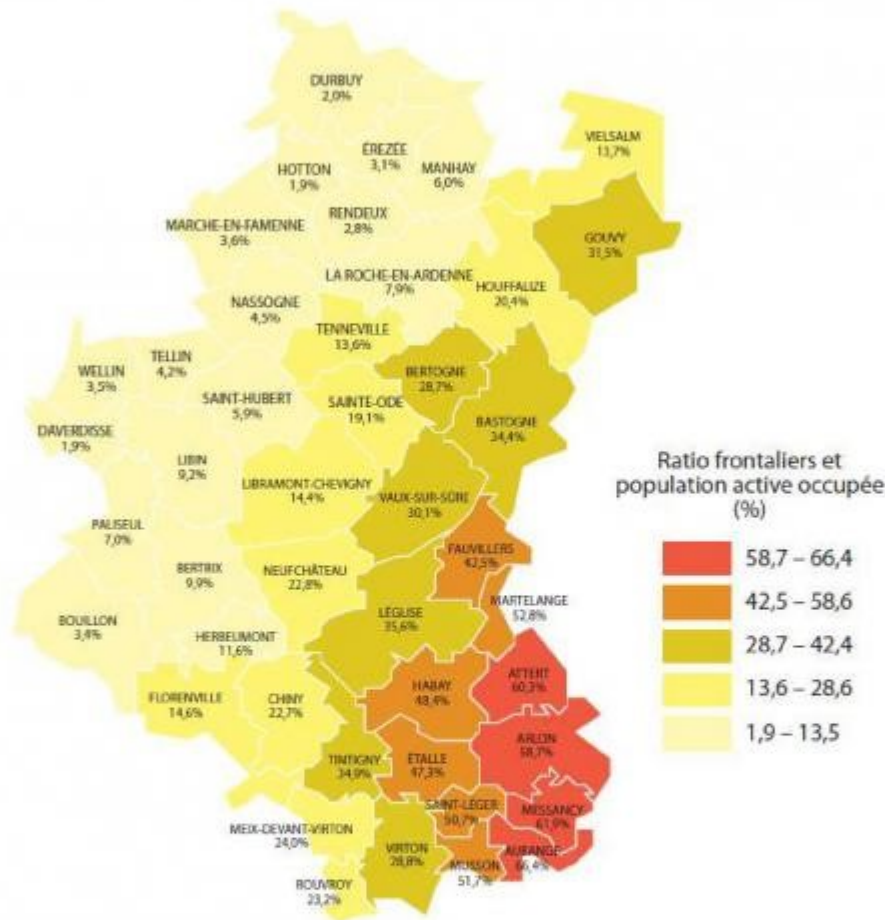 DURBUY
2,0%
VIELSALM
13,7%
ÉREZÉE
3,1%
HOTTON
1,9%
MANHAY
6,0%
RENDEUX
2,8%
MARCHE-EN-FAMENNE
3,6%
GOUVY
31,5%
LA ROCHE-EN-ARDENNE
7,9%
HOUFFALIZE
20,4%
NASSOGNE
4,5%
TENNEVILLE
13,6%
TELLIN
4,2%
WELLIN
3,5%
BERTOGNE
28,7%
SAINT-HUBERT
5,9%
SAINTE-ODE
19,1%
BASTOGNE
34,4%
DAVERDISSE
1,9%
LIBIN
9,2%
LIBRAMONT-CHEVIGNY
14,4%
VAUX-SUR-SÛRE
30,1%
PALISEUL
7,0%
FAUVILLERS
42,5%
BERTRIX
9,9%
NEUFCHÂTEAU
22,8%
MARTELANGE
52,8%
BOUILLON
3,4%
LÉGLISE
35,6%
HERBEUMONT
11,6%
ATTERT
60,3%
HABAY
48,4%
FLORENVILLE
14,6%
CHINY
22,7%
ARLON
58,7%
TINTIGNY
34,9%
ÉTALLE
47,3%
SAINT-LÉGER
50,7%
MESSANCY
61,9%
MEIX-DEVANT-VIRTON
24,0%
VIRTON
28,8%
AUBANGE
66,4%
MUSSON
51,7%
ROUVROY
23,2%
Ratio frontaliers et
population active occupée
(%)
58,7 – 66,4
42,5 – 58,6
28,7 – 42,4
13,6 – 28,6
1,9 – 13,5